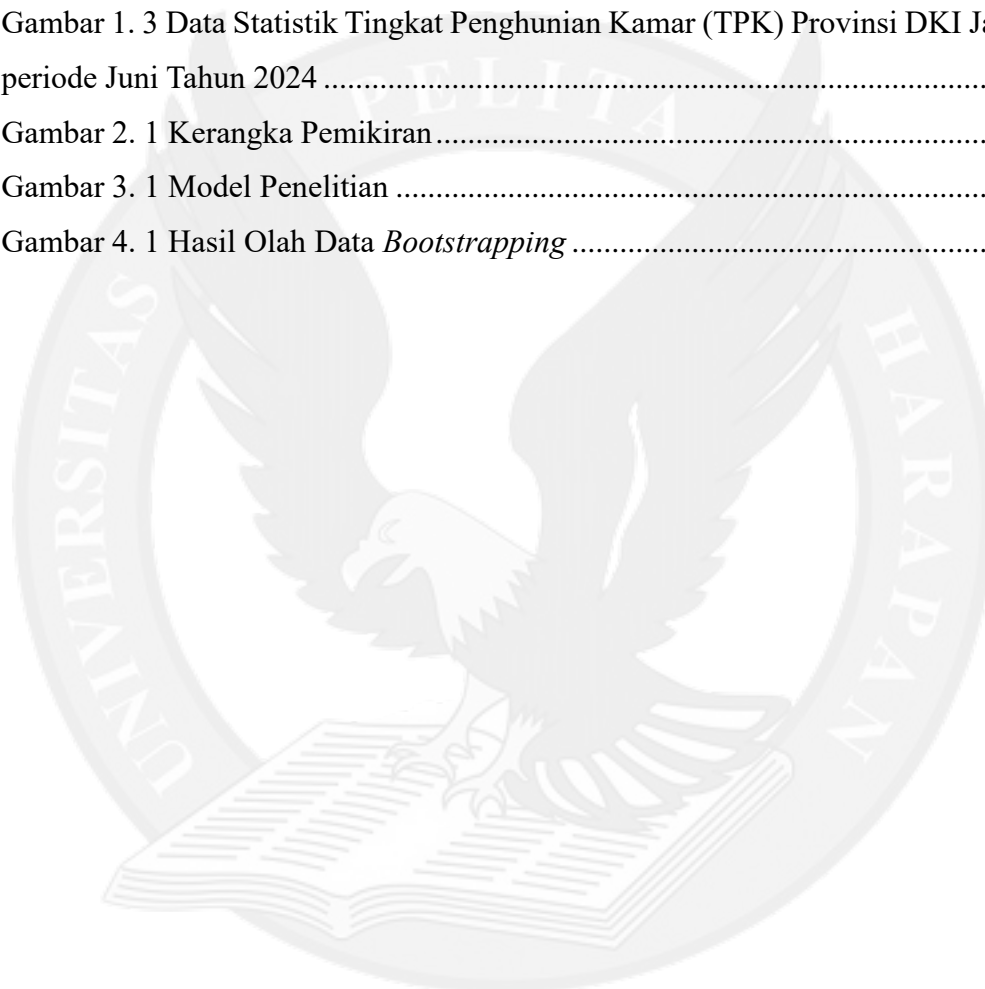 Gambar 1. 3 Data Statistik Tingkat Penghunian Kamar (TPK) Provinsi DKI Ja
periode Juni Tahun 2024 ................................................................................
Gambar 2. 1 Kerangka Pemikiran ...................................................................
Gambar 3. 1 Model Penelitian .........................................................................
Gambar 4. 1 Hasil Olah Data Bootstrapping ..................................................
UNIVERSITAS PELITA HARAPAN